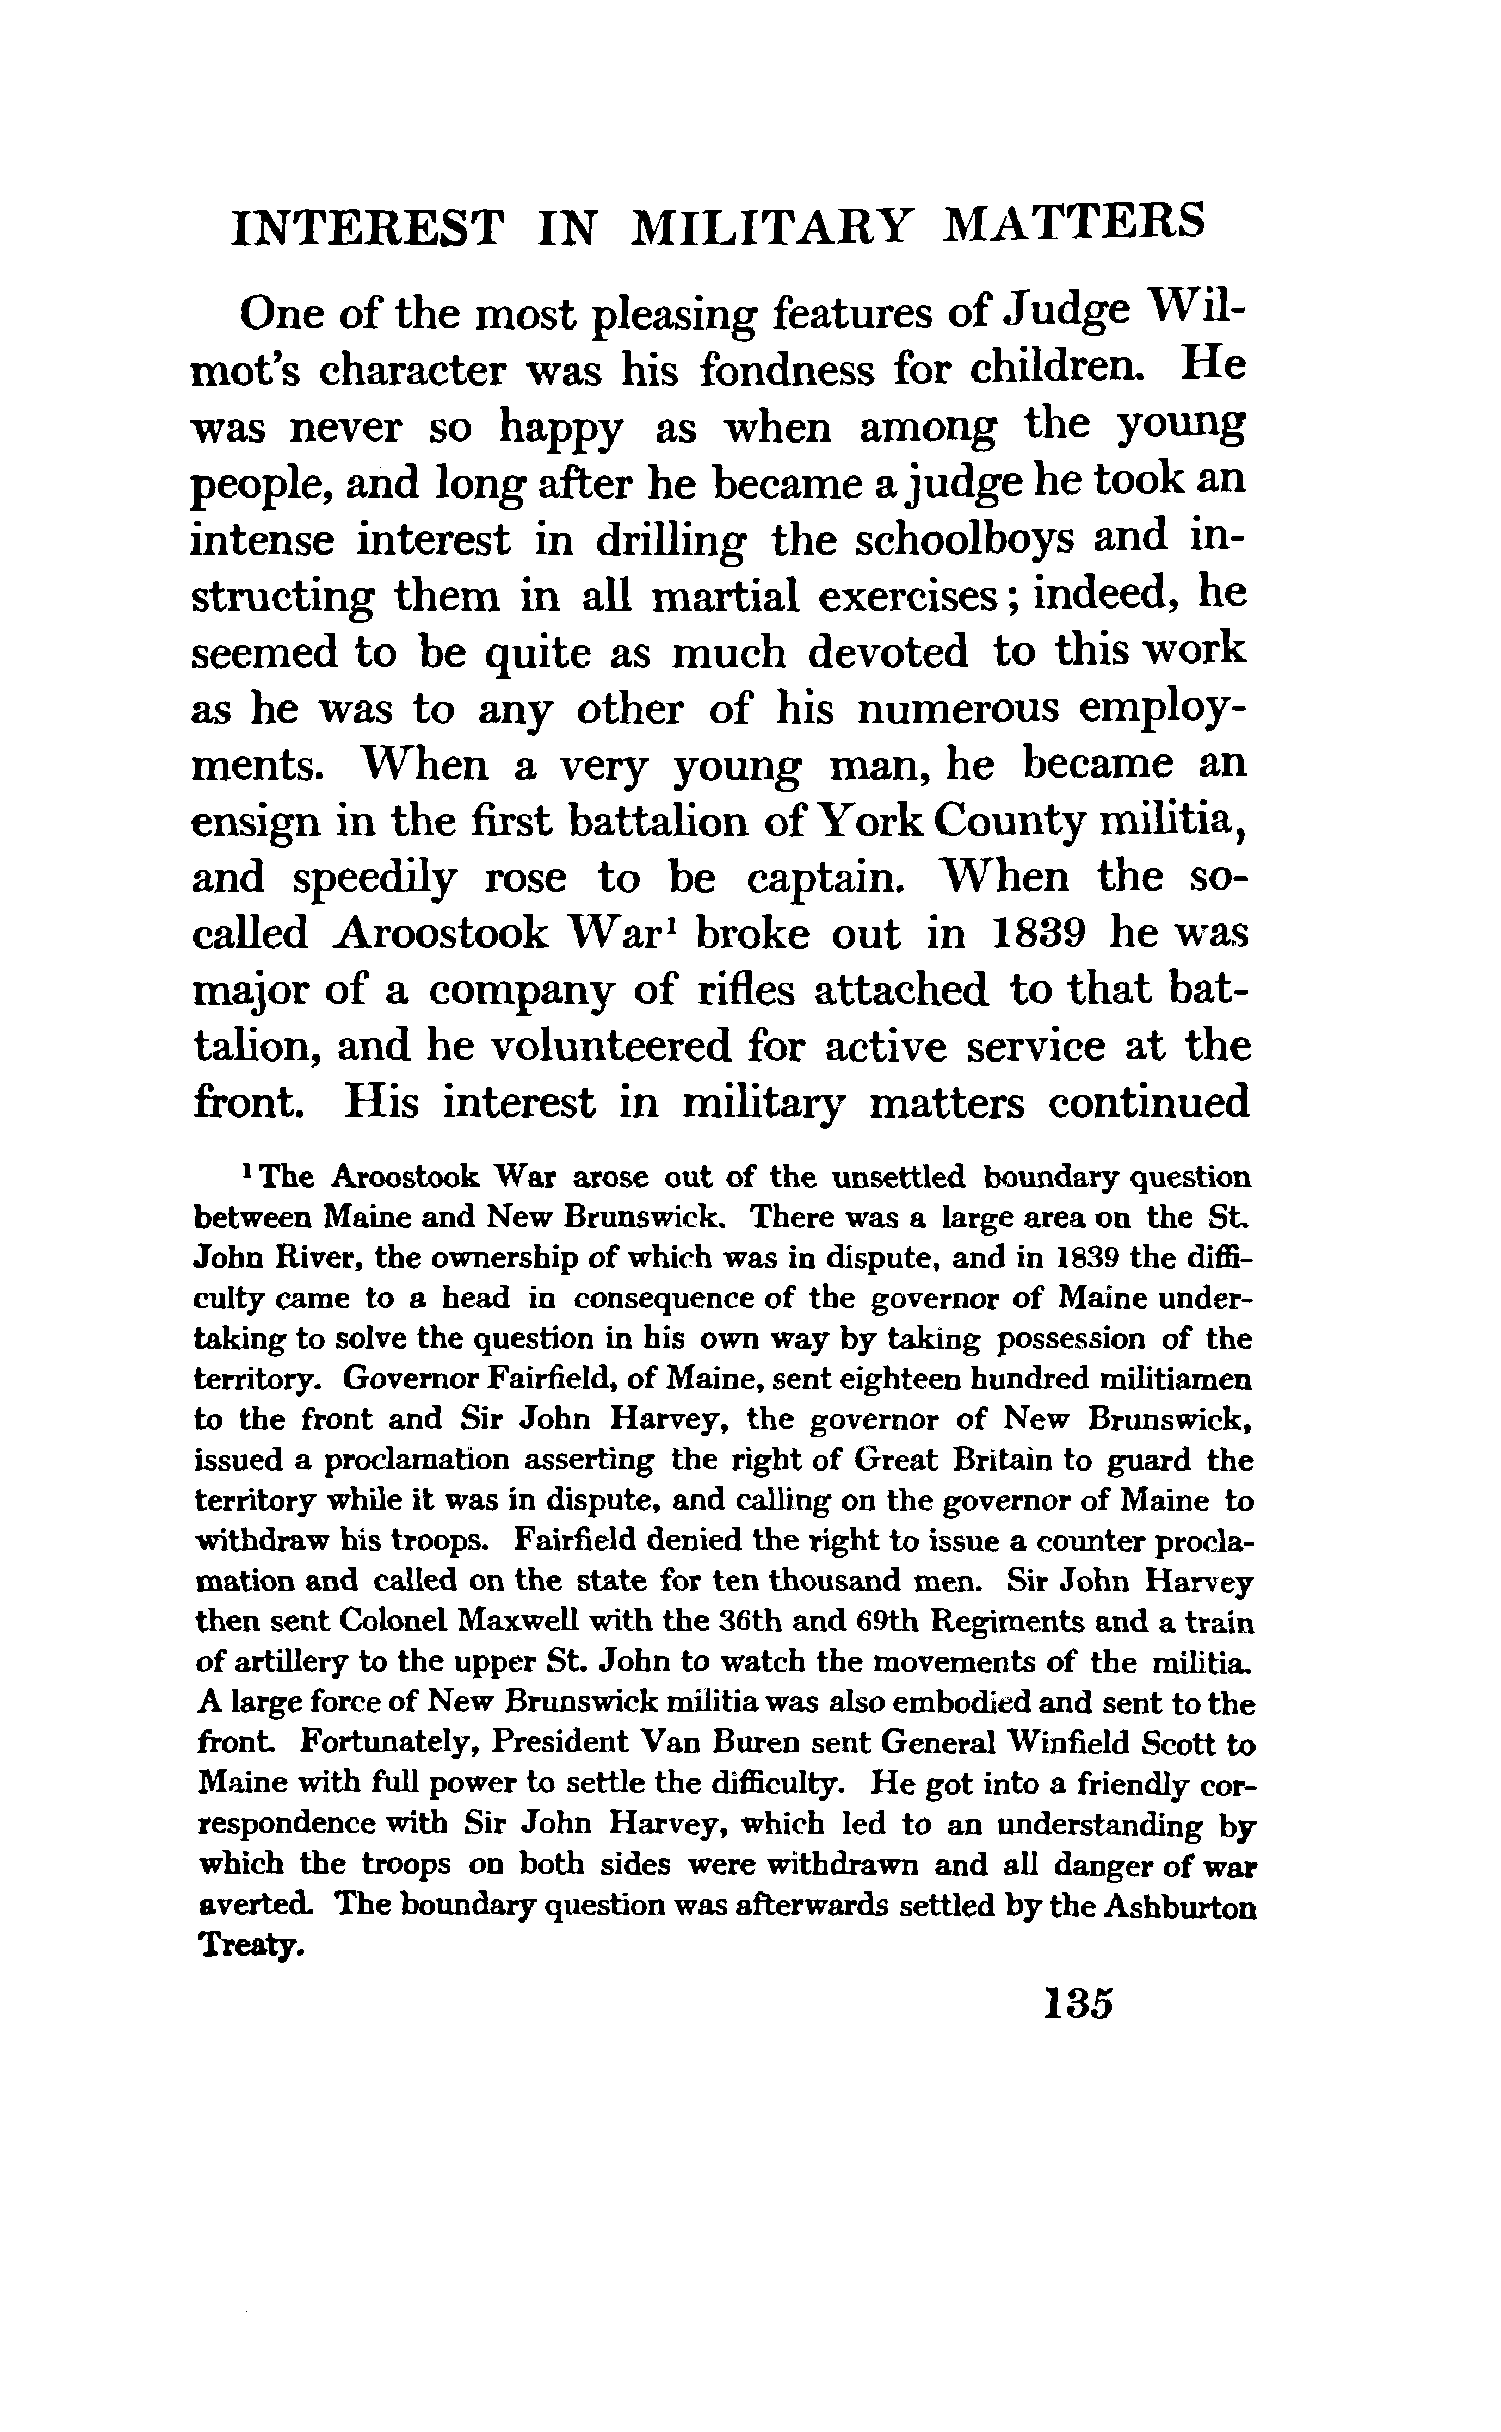 INTEREST IN MILITARY MATTERS
One of the most pleasing features of Judge Wil-
mot's character was his fondness for children. He
was never so happy as when among the young
people, and long after he became a judge he took an
intense interest in drilling the schoolboys and in-
structing them in all martial exercises; indeed, he
seemed to be quite as much devoted to this work
as he was to any other of his numerous employ-
ments. When a very young man, he became an
ensign in the first battalion of York County militia,
and speedily rose to be captain. When the so-
called Aroostook War¹ broke out in 1839 he was
major of a company of rifles attached to that bat-
talion, and he volunteered for active service at the
front. His interest in military matters continued
¹ The Aroostook War arose out of the unsettled boundary question
between Maine and New Brunswick. There was a large area on the St.
John River, the ownership of which was in dispute, and in 1839 the diffi-
culty came to a head in consequence of the governor of Maine under-
taking to solve the question in his own way by taking possession of the
territory. Governor Fairfield, of Maine, sent eighteen hundred militiamen
to the front and Sir John Harvey, the governor of New Brunswick,
issued a proclamation asserting the right of Great Britain to guard the
territory while it was in dispute, and calling on the governor of Maine to
withdraw his troops. Fairfield denied the right to issue a counter procla-
mation and called on the state for ten thousand men. Sir John Harvey
then sent Colonel Maxwell with the 36th and 69th Regiments and a train
of artillery to the upper St. John to watch the movements of the militia.
A large force of New Brunswick militia was also embodied and sent to the
front. Fortunately, President Van Buren sent General Winfield Scott to
Maine with full power to settle the difficulty. He got into a friendly cor-
respondence with Sir John Harvey, which led to an understanding by
which the troops on both sides were withdrawn and all danger of war
averted. The boundary question was afterwards settled by the Ashburton
Treaty.
135